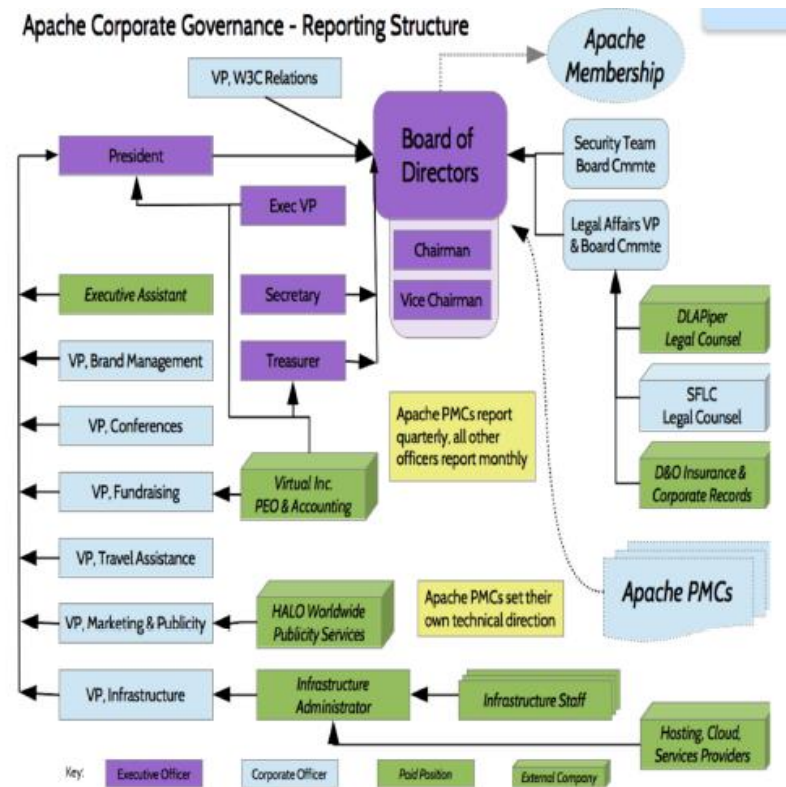 Apache Corporate Governance - Reporting Structure
Apache
Membership
VP, W3C Relations
Board of
Directors
Security Team
Board Cmmte
President
Exec VP
Legal Affairs VP
& Board Cmmte
Chairman
Executive Assistant
Secretary
Vice Chairman
DLAPiper
Legal Counsel
VP, Brand Management
Treasurer
SFLC
Legal Counsel
Apache PMCs report
quarterly, all other
officers report monthly
VP, Conferences
D&O Insurance &
Corporate Records
VP, Fundraising
Virtual Inc.
PEO & Accounting
VP, Travel Assistance
Apache PMCs set their
own technical direction
Apache PMCs
VP, Marketing & Publicity
HALO Worldwide
Publicity Services
VP, Infrastructure
Infrastructure
Administrator
Infrastructure Staff
Hosting, Cloud,
Services Providers
Key:
Executive Officer
Corporate Officer
Paid Position
External Company